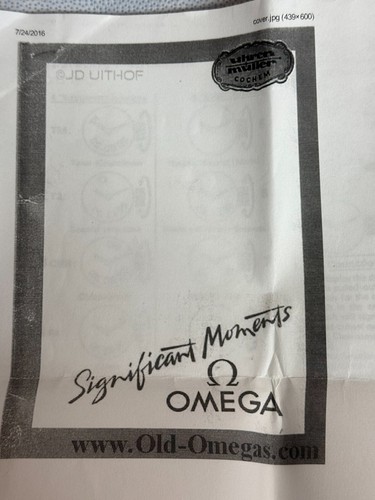 7/24/2016
cover.jpg (439×600)
©JD UITHOF
uhren
müller
COCHEM
Significant Moments
Ω
OMEGA
www.Old-Omegas.com